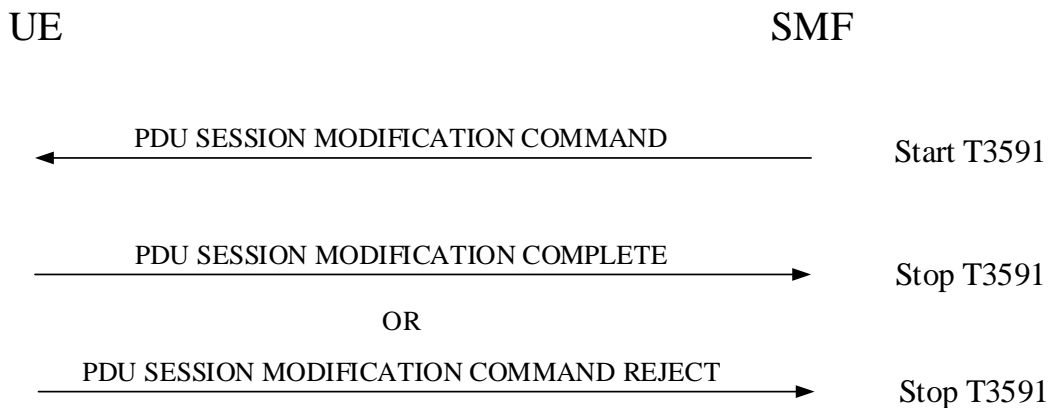 UE SMF
PDU SESSION MODIFICATION COMMAND Start T3591
PDU SESSION MODIFICATION COMPLETE Stop T3591
OR
PDU SESSION MODIFICATION COMMAND REJECT Stop T3591